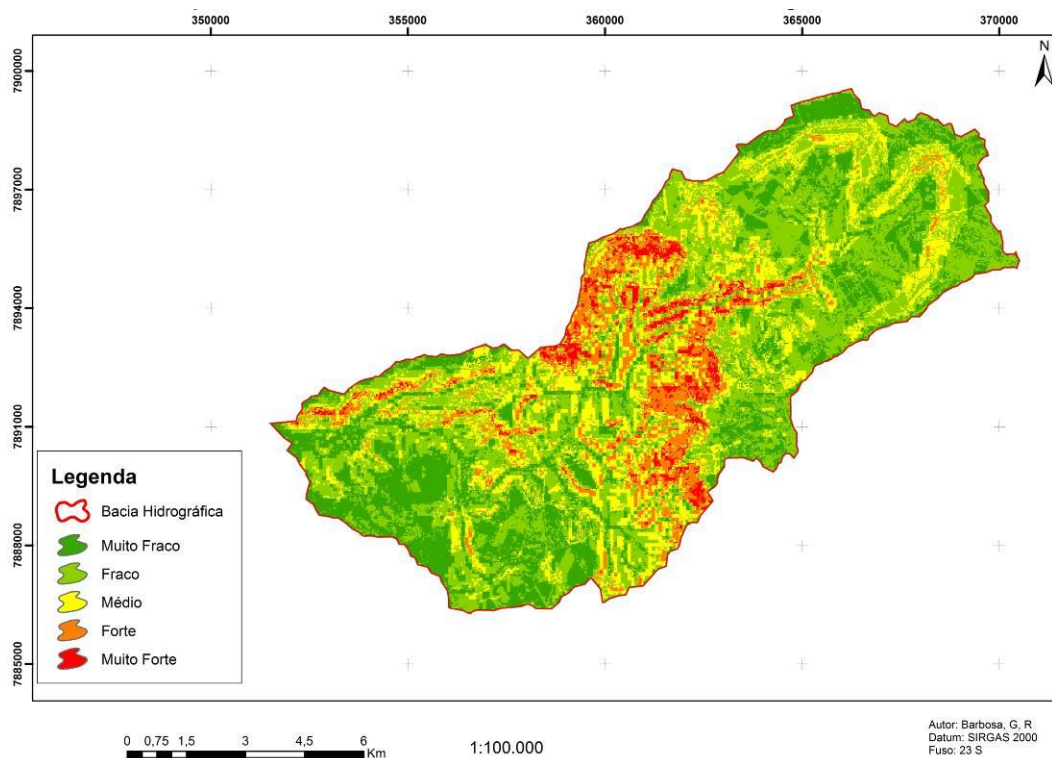 350000
355000
360000
365000
370000
N
7900000
7897000
7894000
7891000
7888000
7885000
Legenda
Bacia Hidrográfica
Muito Fraco
Fraco
Médio
Forte
Muito Forte
0 0,75 1,5 3 4,5 6
Km
1:100.000
Autor: Barbosa, G, R
Datum: SIRGAS 2000
Fuso: 23 S